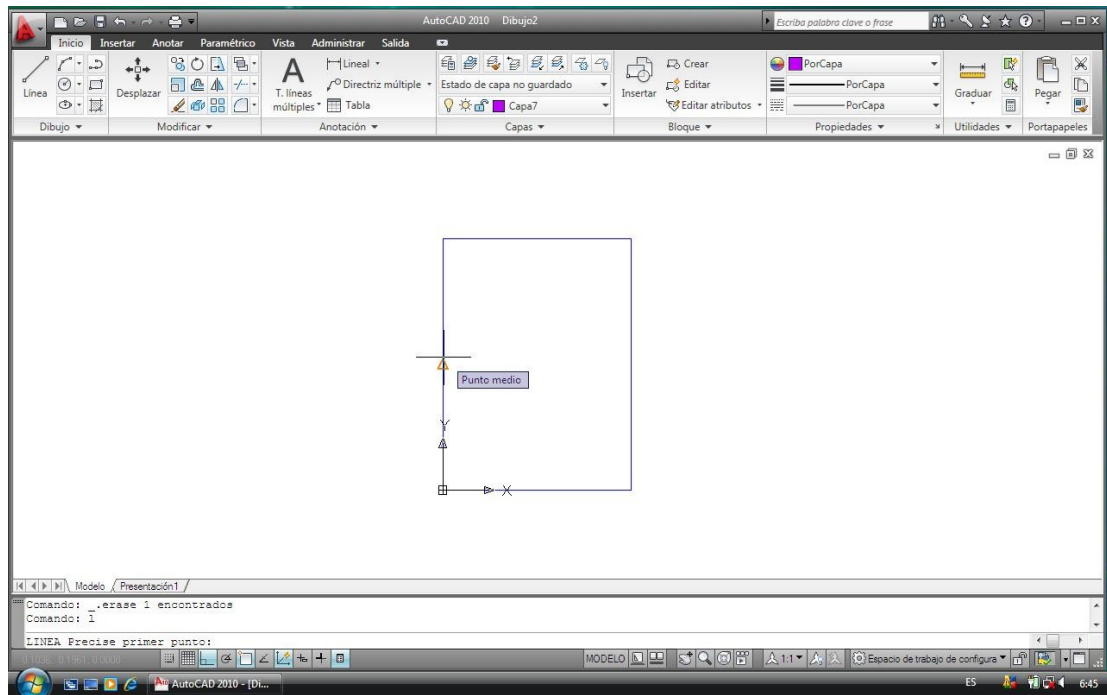 AutoCAD 2010 Dibujo2
Escriba palabra clave o frase
Inicio Insertar Anotar Paramétrico Vista Administrar Salida
Línea
Desplazar
A
T. líneas múltiples
Lineal
Directriz múltiple
Tabla
Estado de capa no guardado
Capa7
Insertar
Crear
Editar
Editar atributos
PorCapa
PorCapa
PorCapa
Graduar
Pegar
Dibujo Modificar Anotación Capas Bloque Propiedades Utilidades Portapapeles
Punto medio
Y
X
Modelo Presentación1
Comando: _.erase 1 encontrados
Comando: l
LINEA Precise primer punto:
MODELO 1:1 Espacio de trabajo de configura
AutoCAD 2010 - [Di... ES 6:45